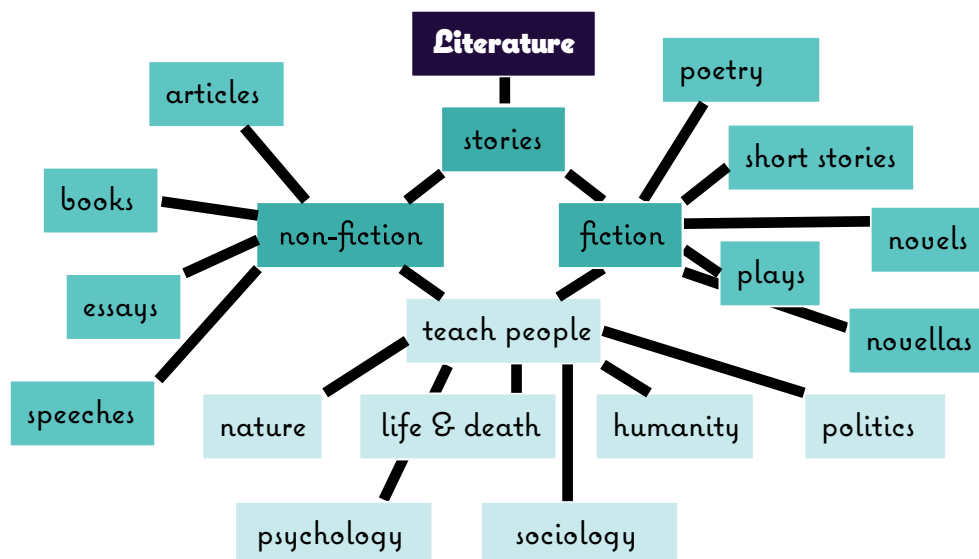 Literature
poetry
articles
stories
short stories
books
non-fiction
fiction
novels
plays
essays
teach people
novellas
speeches
nature
life & death
humanity
politics
psychology
sociology